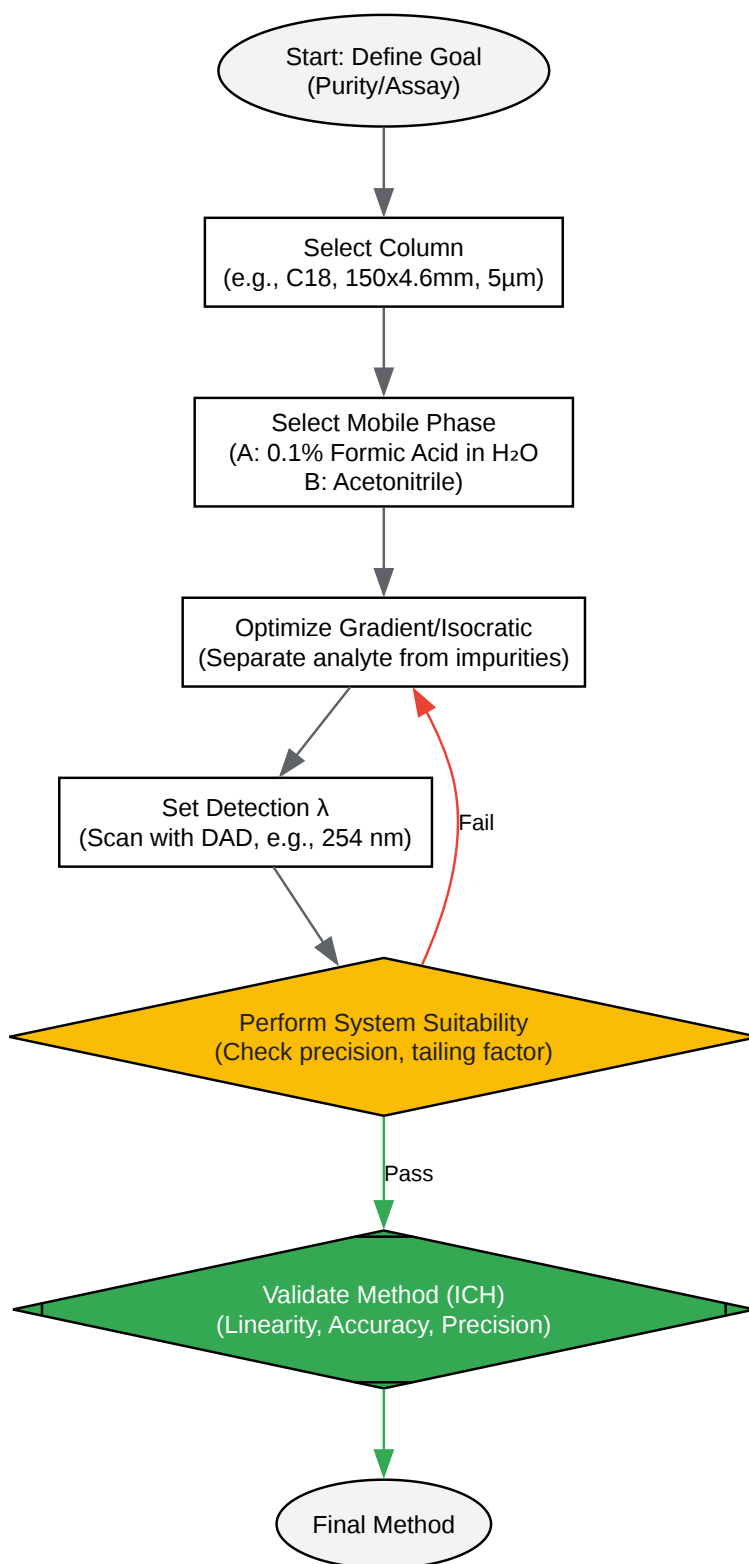 Start: Define Goal
(Purity/Assay)
Select Column
(e.g., C18, 150x4.6mm, 5µm)
Select Mobile Phase
(A: 0.1% Formic Acid in H₂O
B: Acetonitrile)
Optimize Gradient/Isocratic
(Separate analyte from impurities)
Set Detection λ
(Scan with DAD, e.g., 254 nm)
Fail
Perform System Suitability
(Check precision, tailing factor)
Pass
Validate Method (ICH)
(Linearity, Accuracy, Precision)
Final Method